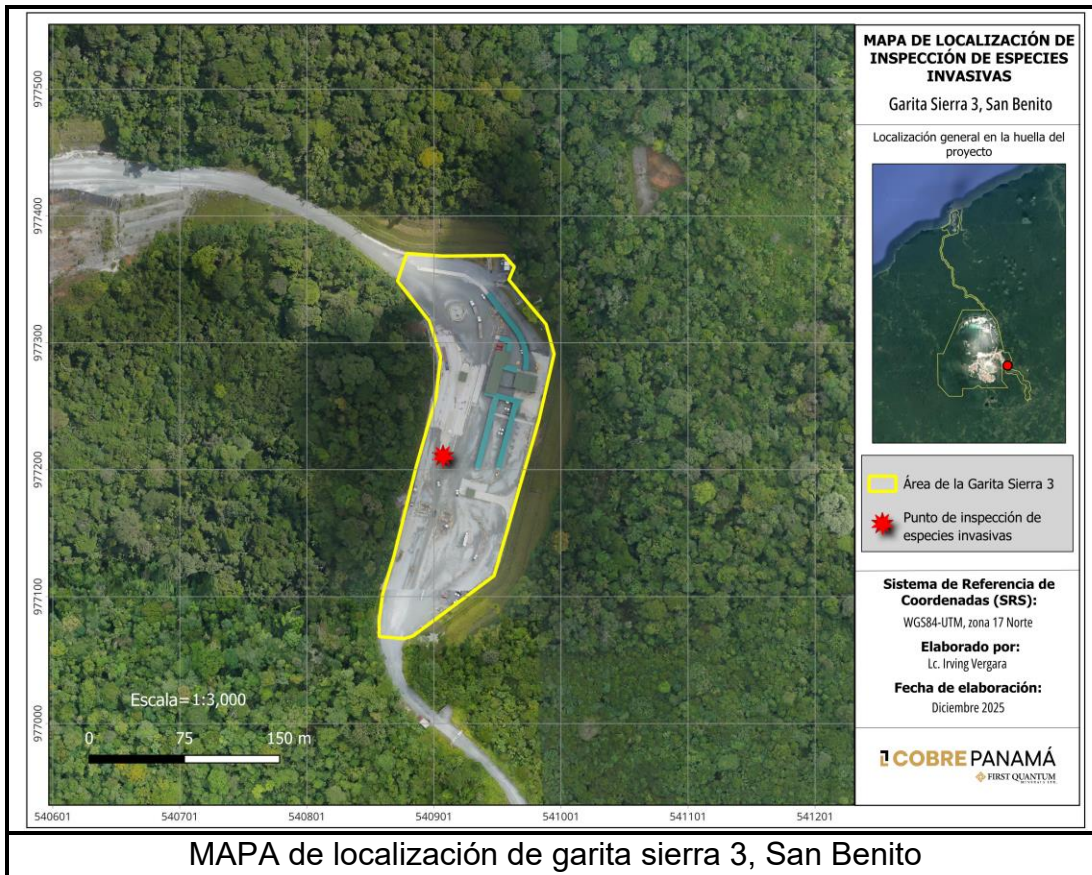 MAPA DE LOCALIZACIÓN DE
INSPECCIÓN DE ESPECIES
INVASIVAS
Garita Sierra 3, San Benito
Localización general en la huella del
proyecto
Área de la Garita Sierra 3
Punto de inspección de
especies invasivas
Sistema de Referencia de
Coordenadas (SRS):
WGS84-UTM, zona 17 Norte
Elaborado por:
Lc. Irving Vergara
Fecha de elaboración:
Diciembre 2025
COBRE PANAMÁ
FIRST QUANTUM
977500
977400
977300
977200
977100
977000
Escala= 1:3,000
0 75 150 m
540601 540701 540801 540901 541001 541101 541201
MAPA de localización de garita sierra 3, San Benito